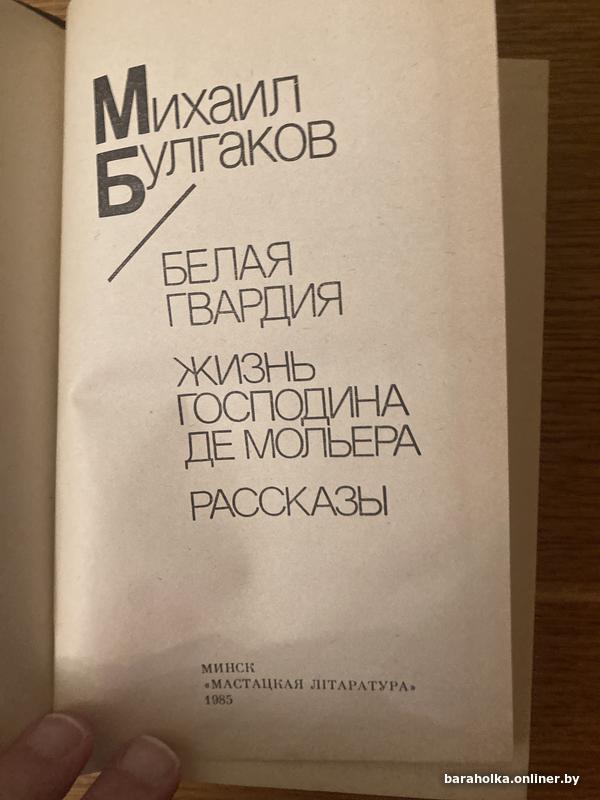 Михаил
Булгаков
БЕЛАЯ
ГВАРДИЯ
ЖИЗНЬ
ГОСПОДИНА
ДЕ МОЛЬЕРА
РАССКАЗЫ
МИНСК
«МАСТАЦКАЯ ЛІТАРАТУРА»
1985
baraholka.onliner.by